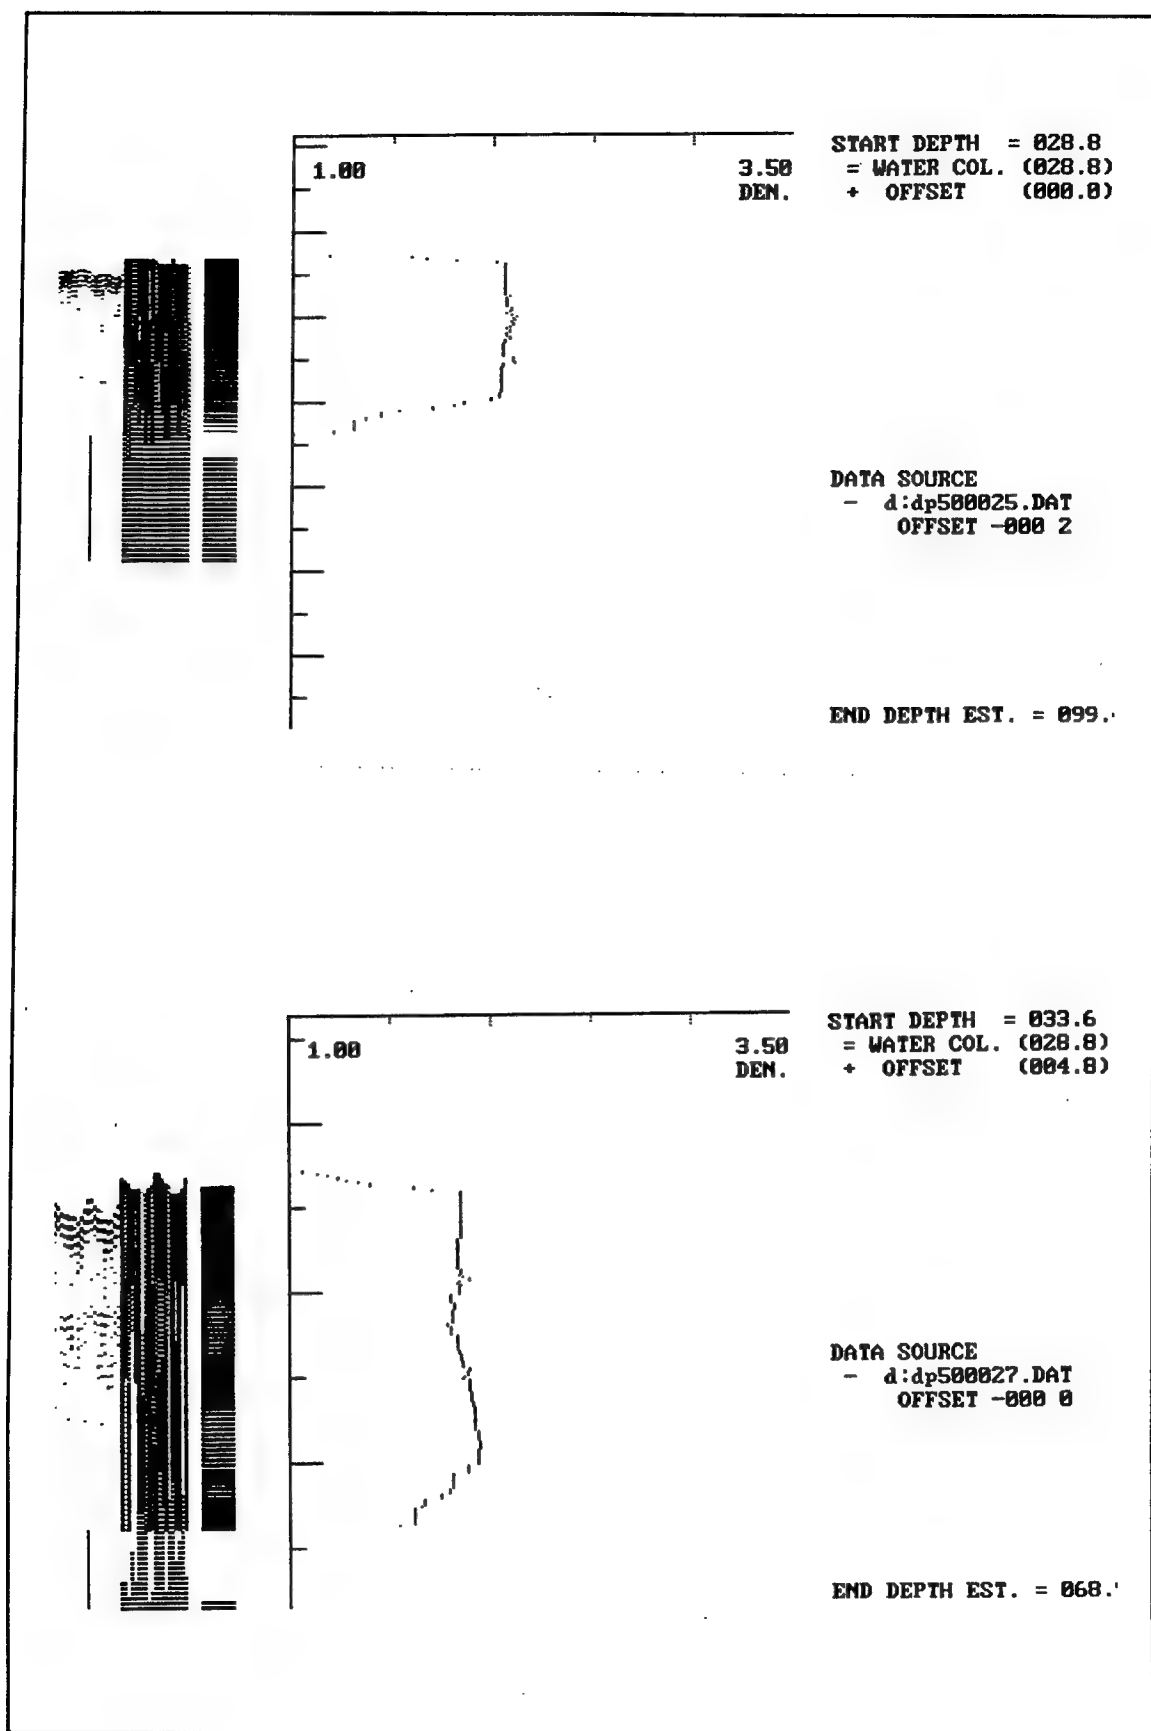 1.00
3.50
DEN.
START DEPTH = 028.8
= WATER COL. (028.8)
+ OFFSET (000.0)
DATA SOURCE
- d:dp500025.DAT
OFFSET -000 2
END DEPTH EST. = 099.
1.00
3.50
DEN.
START DEPTH = 033.6
= WATER COL. (028.8)
+ OFFSET (004.8)
DATA SOURCE
- d:dp500027.DAT
OFFSET -000 0
END DEPTH EST. = 068.